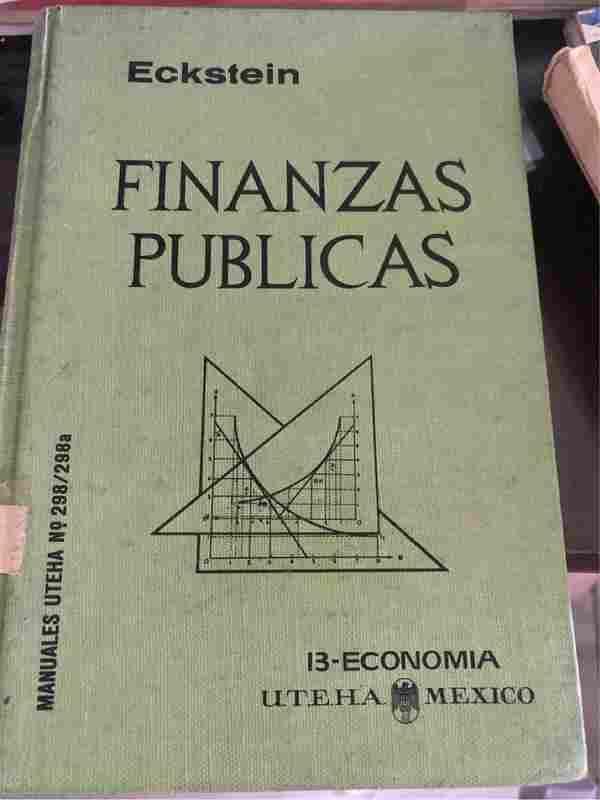 Eckstein
FINANZAS
PUBLICAS
MANUALES UTEHA Nº 298/298a
13-ECONOMIA
U.T.E.H.A. MEXICO